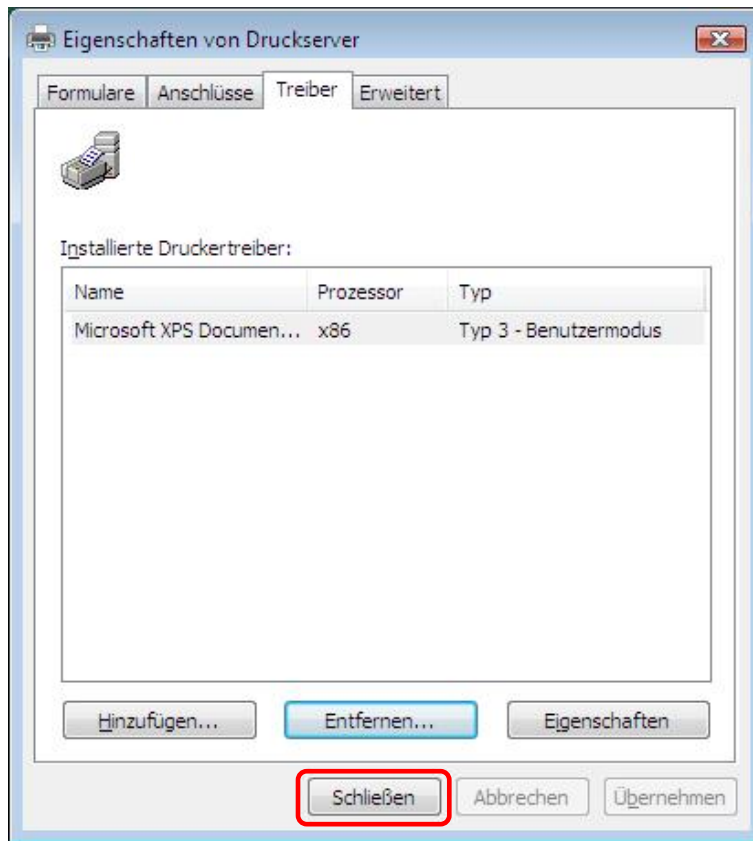 Eigenschaften von Druckserver
Formulare Anschlüsse Treiber Erweitert
Installierte Druckertreiber:
Name Prozessor Typ
Microsoft XPS Documen... x86 Typ 3 - Benutzermodus
Hinzufügen... Entfernen... Eigenschaften
Schließen Abbrechen Übernehmen